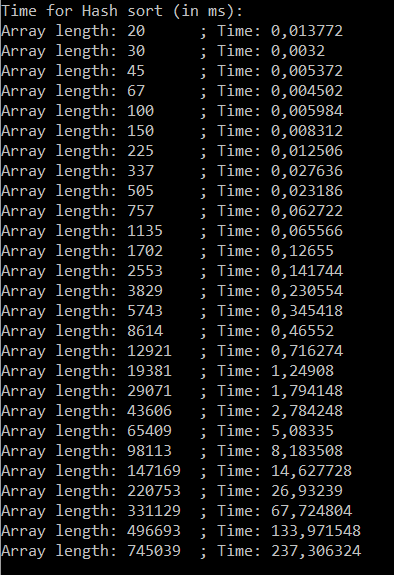 Time for Hash sort (in ms):
Array length: 20      ; Time: 0,013772
Array length: 30      ; Time: 0,0032
Array length: 45      ; Time: 0,005372
Array length: 67      ; Time: 0,004502
Array length: 100     ; Time: 0,005984
Array length: 150     ; Time: 0,008312
Array length: 225     ; Time: 0,012506
Array length: 337     ; Time: 0,027636
Array length: 505     ; Time: 0,023186
Array length: 757     ; Time: 0,062722
Array length: 1135    ; Time: 0,065566
Array length: 1702    ; Time: 0,12655
Array length: 2553    ; Time: 0,141744
Array length: 3829    ; Time: 0,230554
Array length: 5743    ; Time: 0,345418
Array length: 8614    ; Time: 0,46552
Array length: 12921   ; Time: 0,716274
Array length: 19381   ; Time: 1,24908
Array length: 29071   ; Time: 1,794148
Array length: 43606   ; Time: 2,784248
Array length: 65409   ; Time: 5,08335
Array length: 98113   ; Time: 8,183508
Array length: 147169  ; Time: 14,627728
Array length: 220753  ; Time: 26,93239
Array length: 331129  ; Time: 67,724804
Array length: 496693  ; Time: 133,971548
Array length: 745039  ; Time: 237,306324